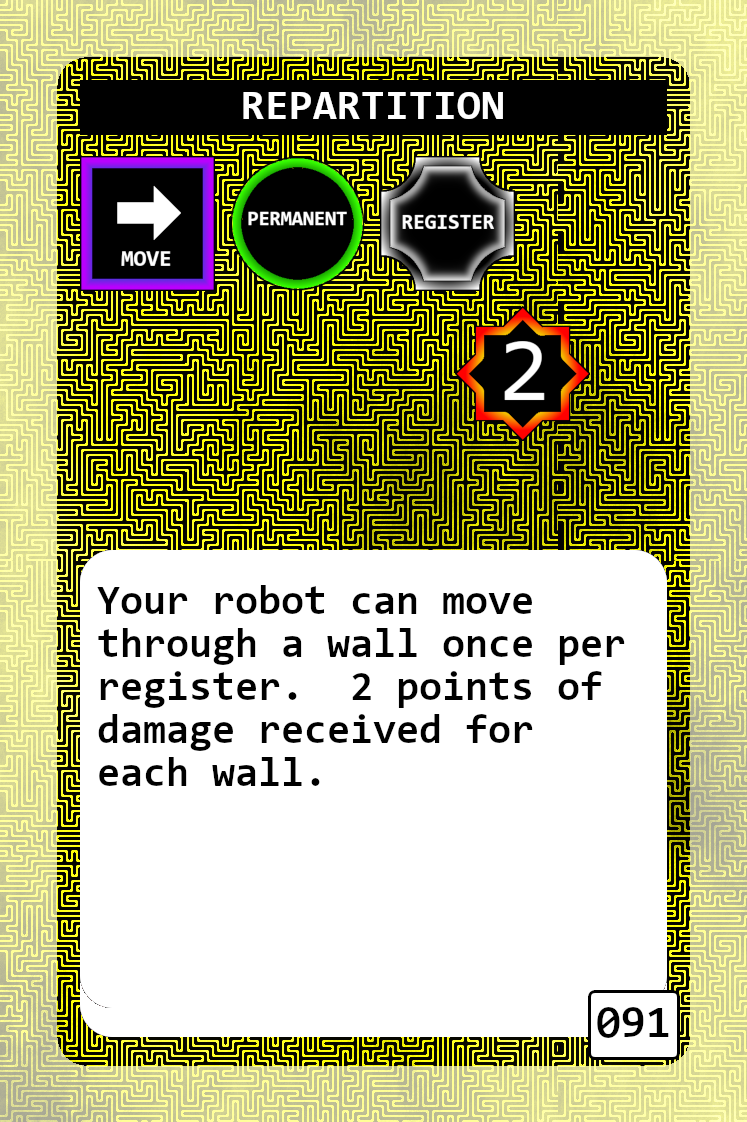 REPARTITION
MOVE
PERMANENT
REGISTER
2
Your robot can move
through a wall once per
register.  2 points of
damage received for
each wall.
091